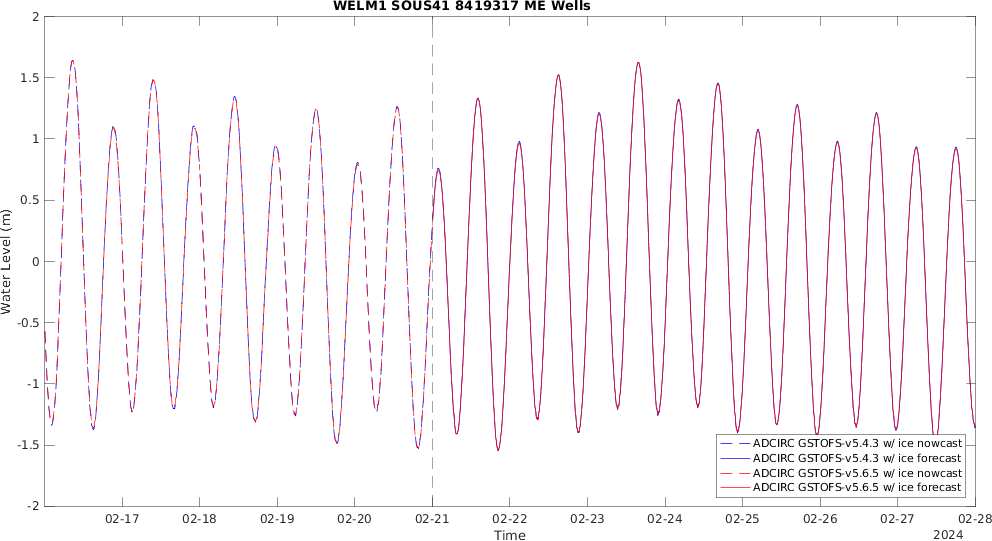 WELM1 SOUS41 8419317 ME Wells
2
1.5
1
0.5
0
-0.5
-1
-1.5
-2
Water Level (m)
ADCIRC GSTOFS-v5.4.3 w/ ice nowcast
ADCIRC GSTOFS-v5.4.3 w/ ice forecast
ADCIRC GSTOFS-v5.6.5 w/ ice nowcast
ADCIRC GSTOFS-v5.6.5 w/ ice forecast
02-17 02-18 02-19 02-20 02-21 02-22 02-23 02-24 02-25 02-26 02-27 02-28
Time
2024